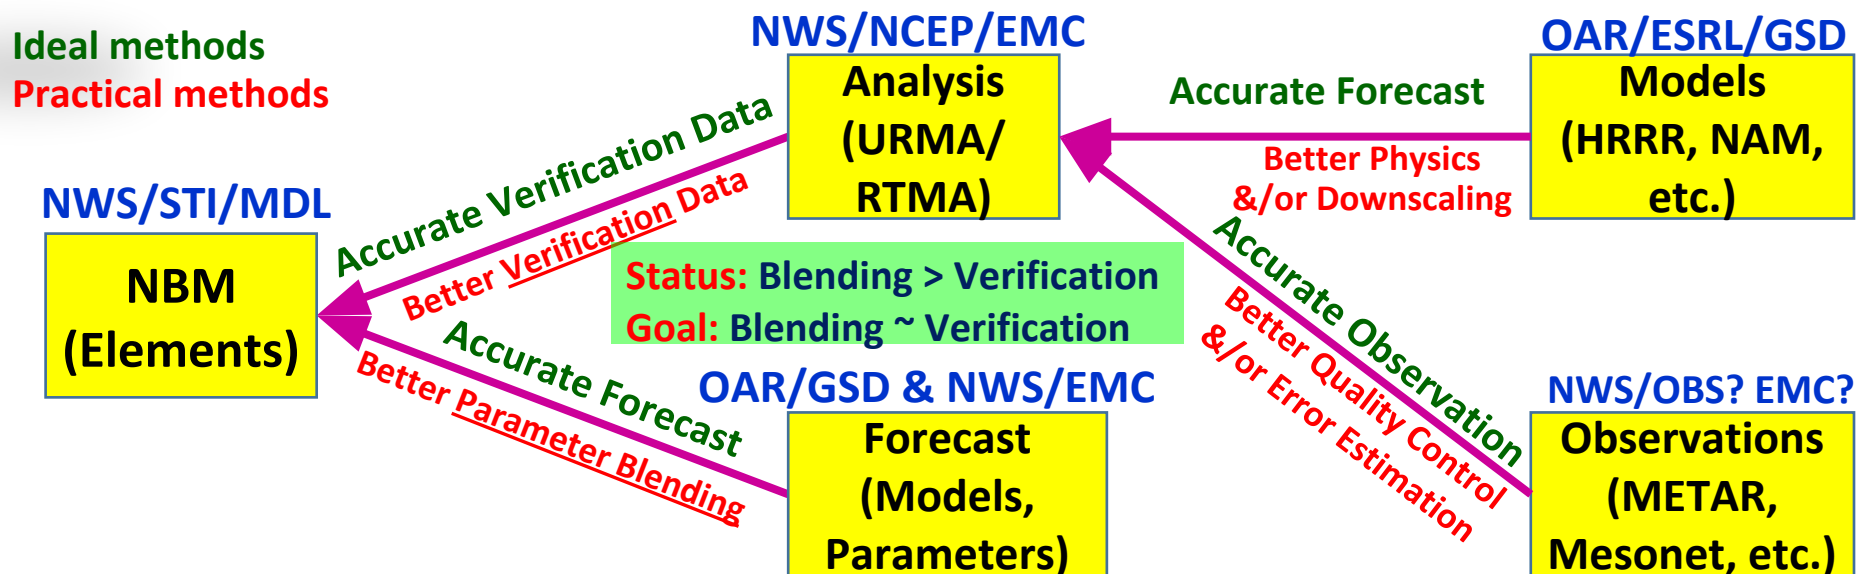 Ideal methods
Practical methods
NWS/STI/MDL
NBM
(Elements)
Accurate Verification Data
Better Verification Data
Accurate Forecast
Better Parameter Blending
NWS/NCEP/EMC
Analysis
(URMA/
RTMA)
Status: Blending > Verification
Goal: Blending ~ Verification
OAR/GSD & NWS/EMC
Forecast
(Models,
Parameters)
Accurate Forecast
Better Physics
&/or Downscaling
Accurate Observation
Better Quality Control
&/or Error Estimation
OAR/ESRL/GSD
Models
(HRRR, NAM,
etc.)
NWS/OBS? EMC?
Observations
(METAR,
Mesonet, etc.)